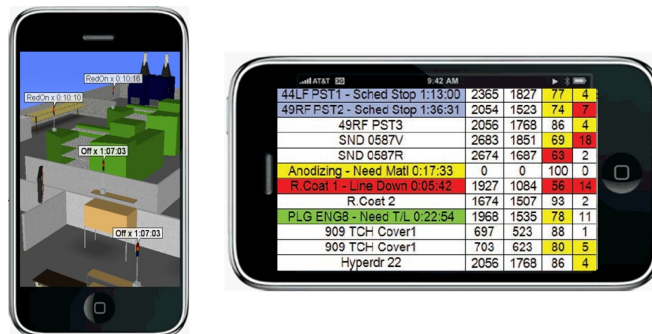 RedOn x 0:10:16
RedOn x 0:10:10
Off x 1:07:03
Off x 1:07:03
AT&T 3G 9:42 AM
44LF PST1 - Sched Stop 1:13:00 2365 1827 77 4
49RF PST2 - Sched Stop 1:36:31 2054 1523 74 7
49RF PST3 2056 1768 86 4
SND 0587V 2683 1851 69 18
SND 0587R 2674 1687 63 2
Anodizing - Need Matl 0:17:33 0 0 100 0
R.Coat 1 - Line Down 0:05:42 1927 1084 56 14
R.Coat 2 1674 1507 93 2
PLG ENG8 - Need T/L 0:22:54 1968 1535 78 11
909 TCH Cover1 697 523 88 1
909 TCH Cover1 703 623 80 5
Hyperdr 22 2056 1768 86 4